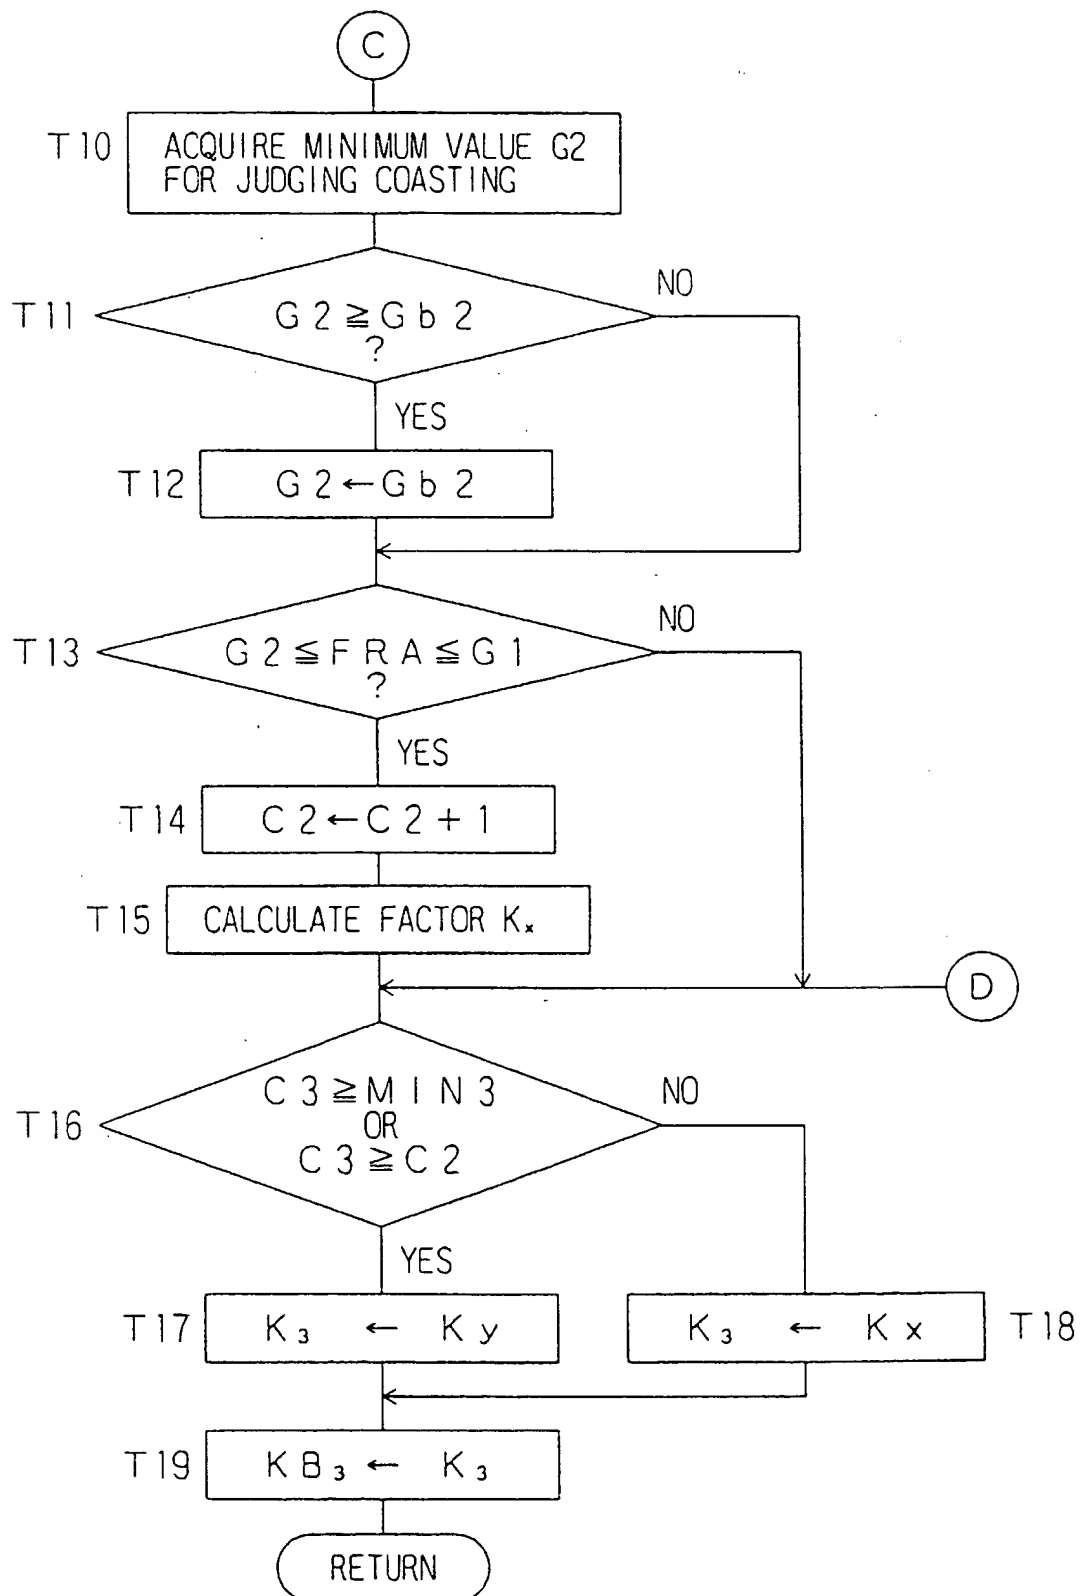 C
T10
ACQUIRE MINIMUM VALUE G2
FOR JUDGING COASTING
NO
T11
G2≧Gb2
?
YES
T12
G2←Gb2
NO
T13
G2≦FRA≦G1
?
YES
T14
C2←C2+1
T15
CALCULATE FACTOR Kₓ
D
C3≧MIN3
NO
T16
OR
C3≧C2
YES
T17
K₃ ← Ky
K₃ ← Kx
T18
T19
KB₃ ← K₃
RETURN